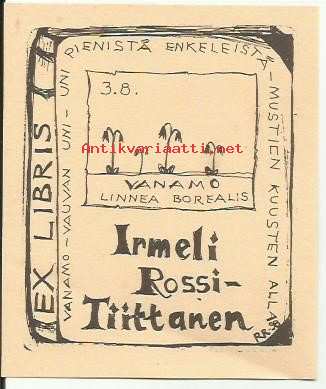 EX LIBRIS
VANAMO - VAUVAN UNI - UNI PIENISTÄ ENKELEISTÄ - MUSTIEN KUUSTEN ALLA
3.8.
Antikvariaatti.net
VANAMO
LINNEA BOREALIS
Irmeli
Rossi-
Tiittanen